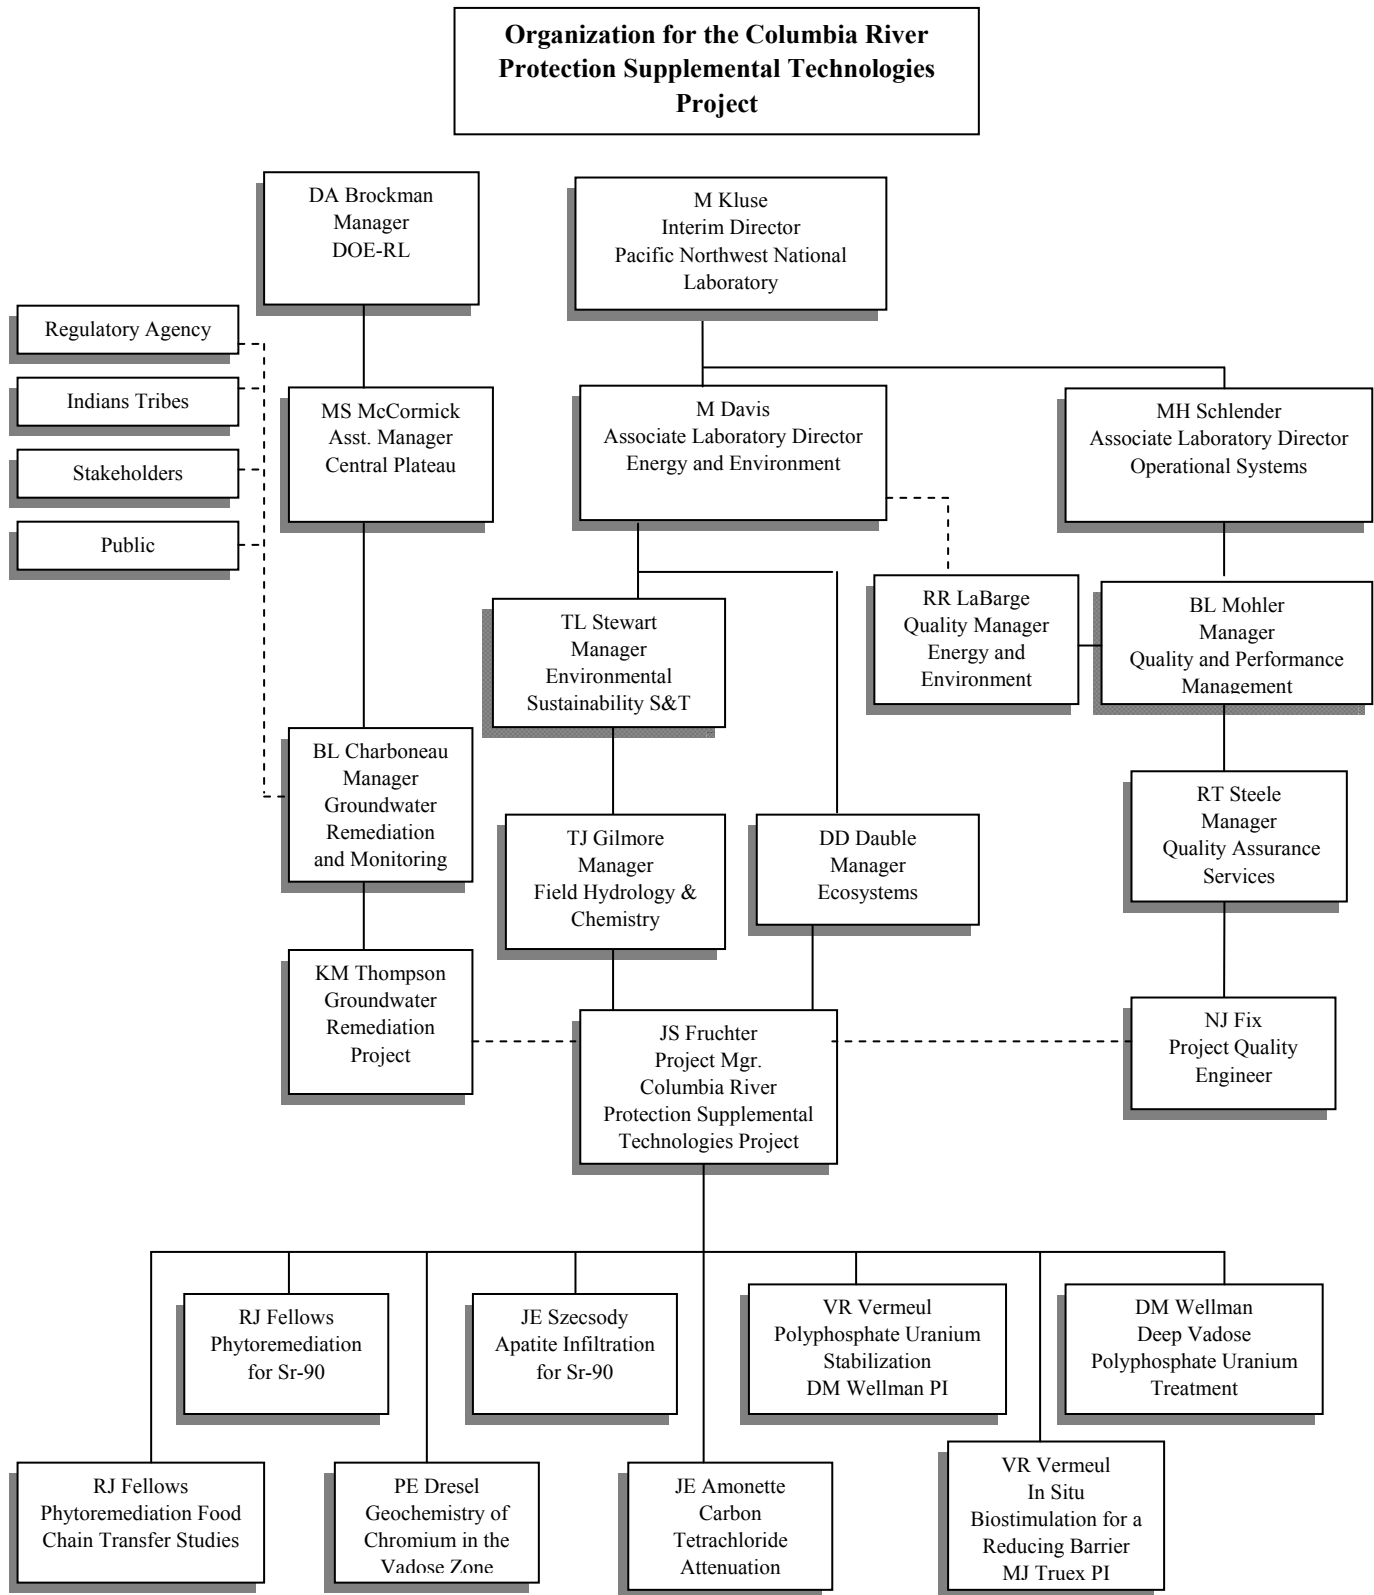 Organization for the Columbia River
Protection Supplemental Technologies
Project
DA Brockman
Manager
DOE-RL
M Kluse
Interim Director
Pacific Northwest National
Laboratory
Regulatory Agency
Indians Tribes
Stakeholders
Public
MS McCormick
Asst. Manager
Central Plateau
M Davis
Associate Laboratory Director
Energy and Environment
MH Schlender
Associate Laboratory Director
Operational Systems
TL Stewart
Manager
Environmental
Sustainability S&T
RR LaBarge
Quality Manager
Energy and
Environment
BL Mohler
Manager
Quality and Performance
Management
BL Charboneau
Manager
Groundwater
Remediation
and Monitoring
TJ Gilmore
Manager
Field Hydrology &
Chemistry
DD Dauble
Manager
Ecosystems
RT Steele
Manager
Quality Assurance
Services
KM Thompson
Groundwater
Remediation
Project
JS Fruchter
Project Mgr.
Columbia River
Protection Supplemental
Technologies Project
NJ Fix
Project Quality
Engineer
RJ Fellows
Phytoremediation
for Sr-90
JE Szecsody
Apatite Infiltration
for Sr-90
VR Vermeul
Polyphosphate Uranium
Stabilization
DM Wellman PI
DM Wellman
Deep Vadose
Polyphosphate Uranium
Treatment
RJ Fellows
Phytoremediation Food
Chain Transfer Studies
PE Dresel
Geochemistry of
Chromium in the
Vadose Zone
JE Amonette
Carbon
Tetrachloride
Attenuation
VR Vermeul
In Situ
Biostimulation for a
Reducing Barrier
MJ Truex PI